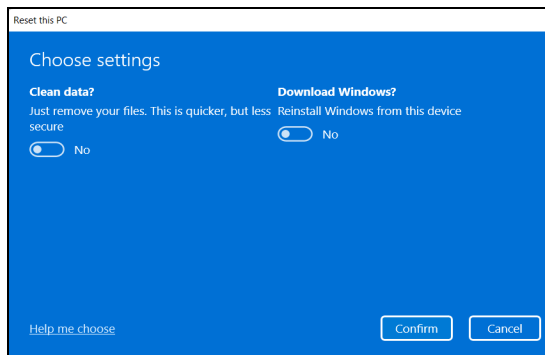 Reset this PC
Choose settings
Clean data?
Just remove your files. This is quicker, but less
secure
No
Download Windows?
Reinstall Windows from this device
No
Help me choose
Confirm
Cancel